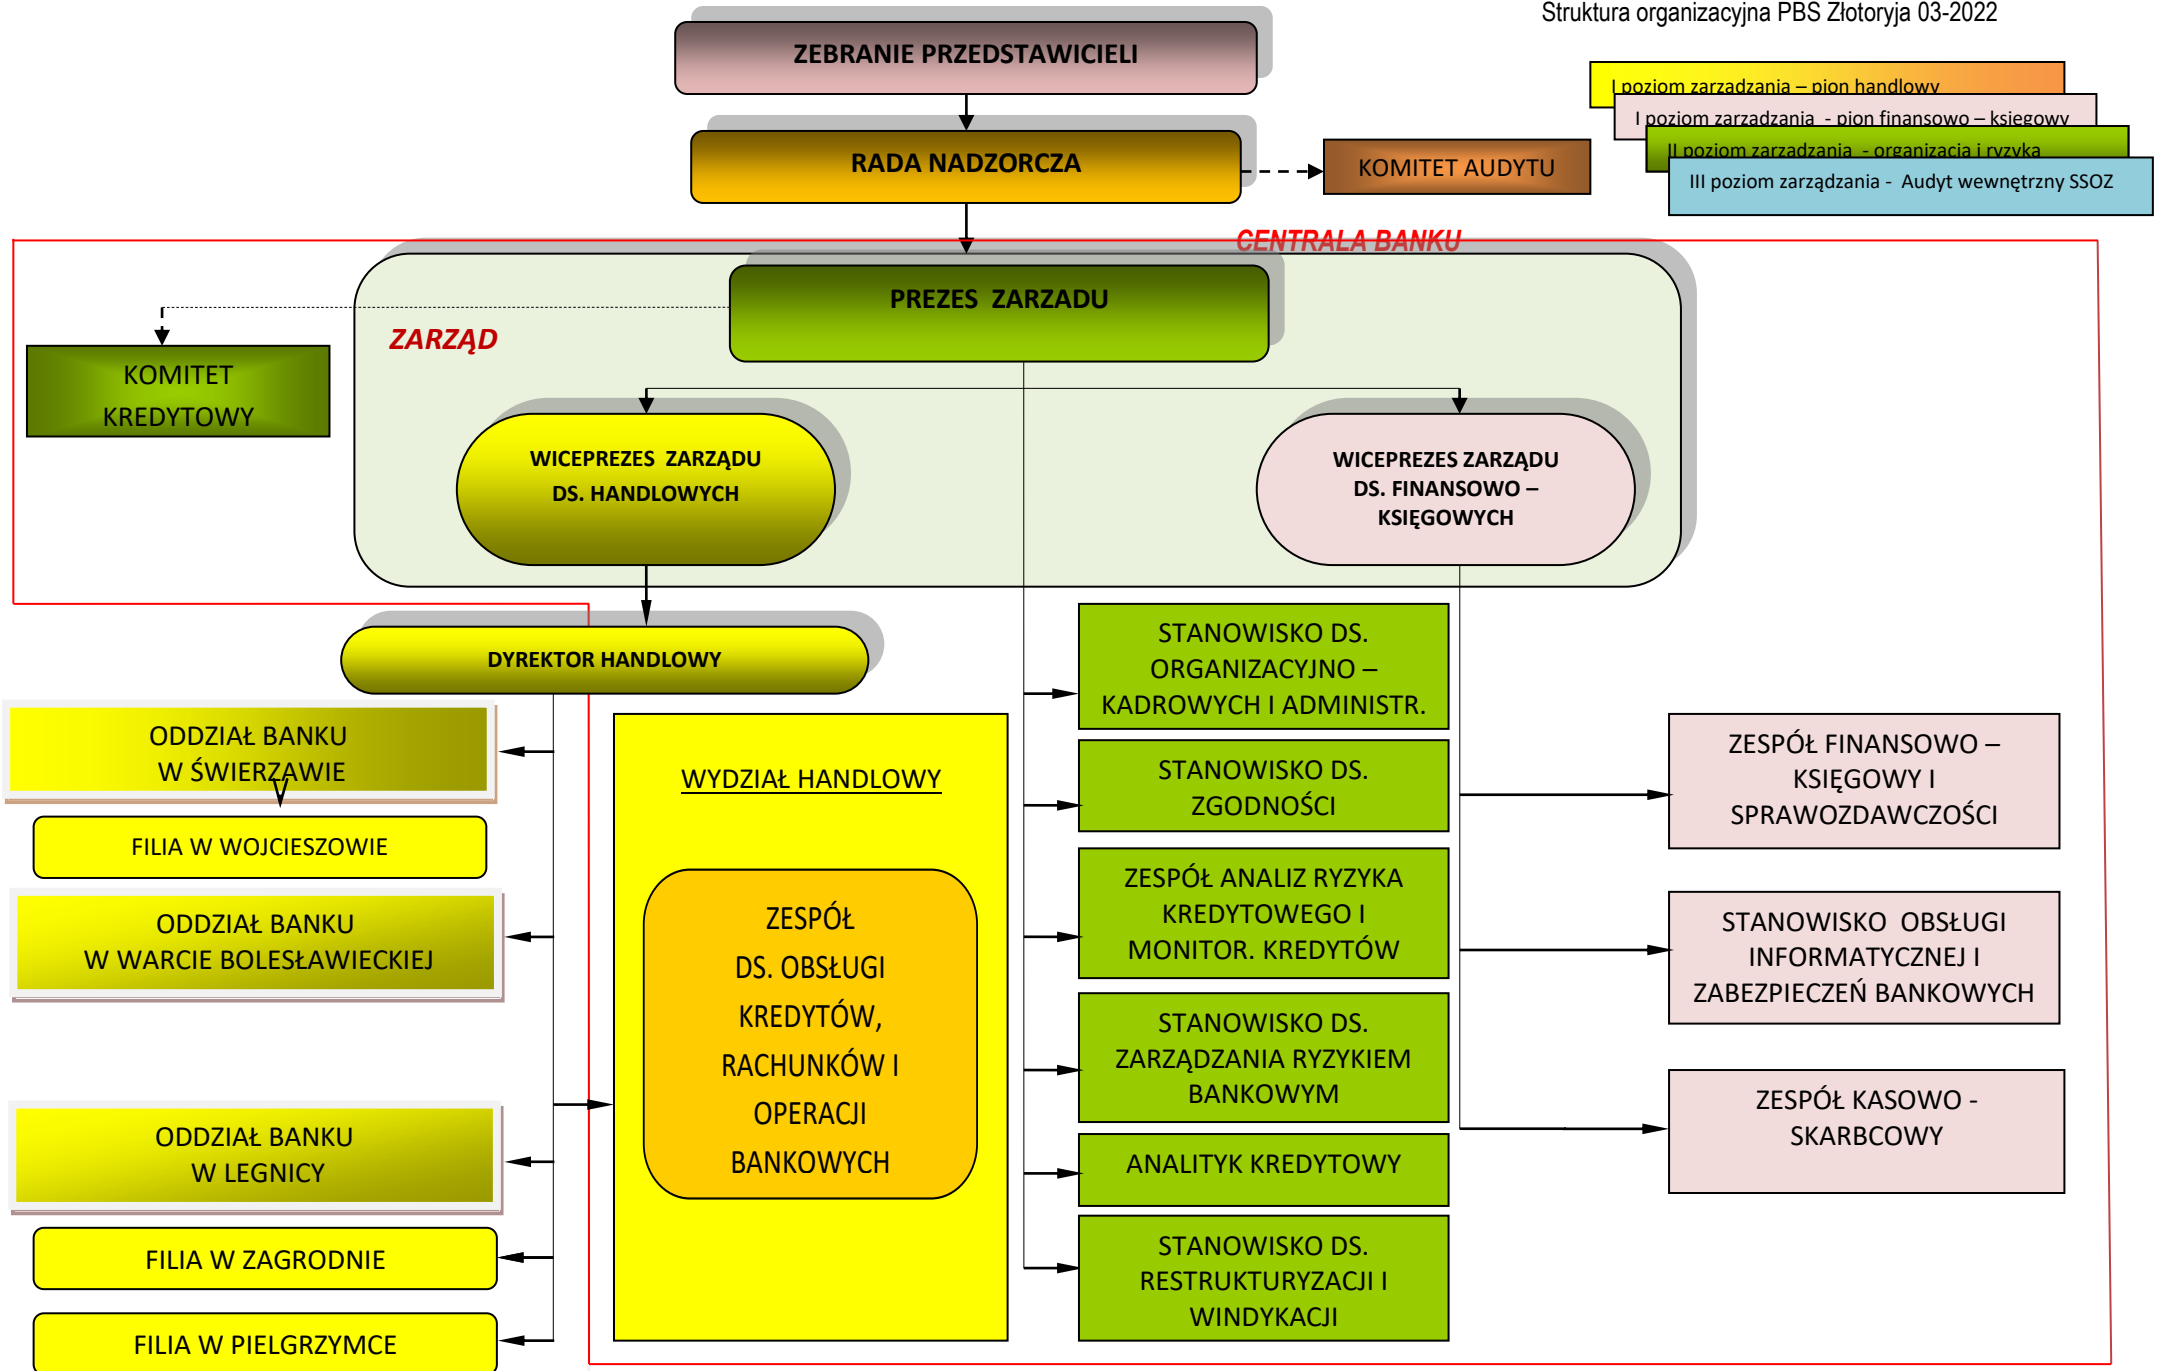 Struktura organizacyjna PBS Złotoryja 03-2022
ZEBRANIE PRZEDSTAWICIELI
I poziom zarzadzania – pion handlowy
I poziom zarzadzania - pion finansowo – ksiegowy
II poziom zarzadzania - organizacja i ryzyka
III poziom zarządzania - Audyt wewnętrzny SSOZ
RADA NADZORCZA
KOMITET AUDYTU
CENTRALA BANKU
PREZES ZARZADU
ZARZĄD
KOMITET
KREDYTOWY
WICEPREZES ZARZĄDU
DS. HANDLOWYCH
WICEPREZES ZARZĄDU
DS. FINANSOWO –
KSIĘGOWYCH
DYREKTOR HANDLOWY
ODDZIAŁ BANKU
W ŚWIERZAWIE
FILIA W WOJCIESZOWIE
ODDZIAŁ BANKU
W WARCIE BOLESŁAWIECKIEJ
ODDZIAŁ BANKU
W LEGNICY
FILIA W ZAGRODNIE
FILIA W PIELGRZYMCE
WYDZIAŁ HANDLOWY
ZESPÓŁ
DS. OBSŁUGI
KREDYTÓW,
RACHUNKÓW I
OPERACJI
BANKOWYCH
STANOWISKO DS.
ORGANIZACYJNO –
KADROWYCH I ADMINISTR.
STANOWISKO DS.
ZGODNOŚCI
ZESPÓŁ ANALIZ RYZYKA
KREDYTOWEGO I
MONITOR. KREDYTÓW
STANOWISKO DS.
ZARZĄDZANIA RYZYKIEM
BANKOWYM
ANALITYK KREDYTOWY
STANOWISKO DS.
RESTRUKTURYZACJI I
WINDYKACJI
ZESPÓŁ FINANSOWO –
KSIĘGOWY I
SPRAWOZDAWCZOŚCI
STANOWISKO OBSŁUGI
INFORMATYCZNEJ I
ZABEZPIECZEŃ BANKOWYCH
ZESPÓŁ KASOWO -
SKARBCOWY